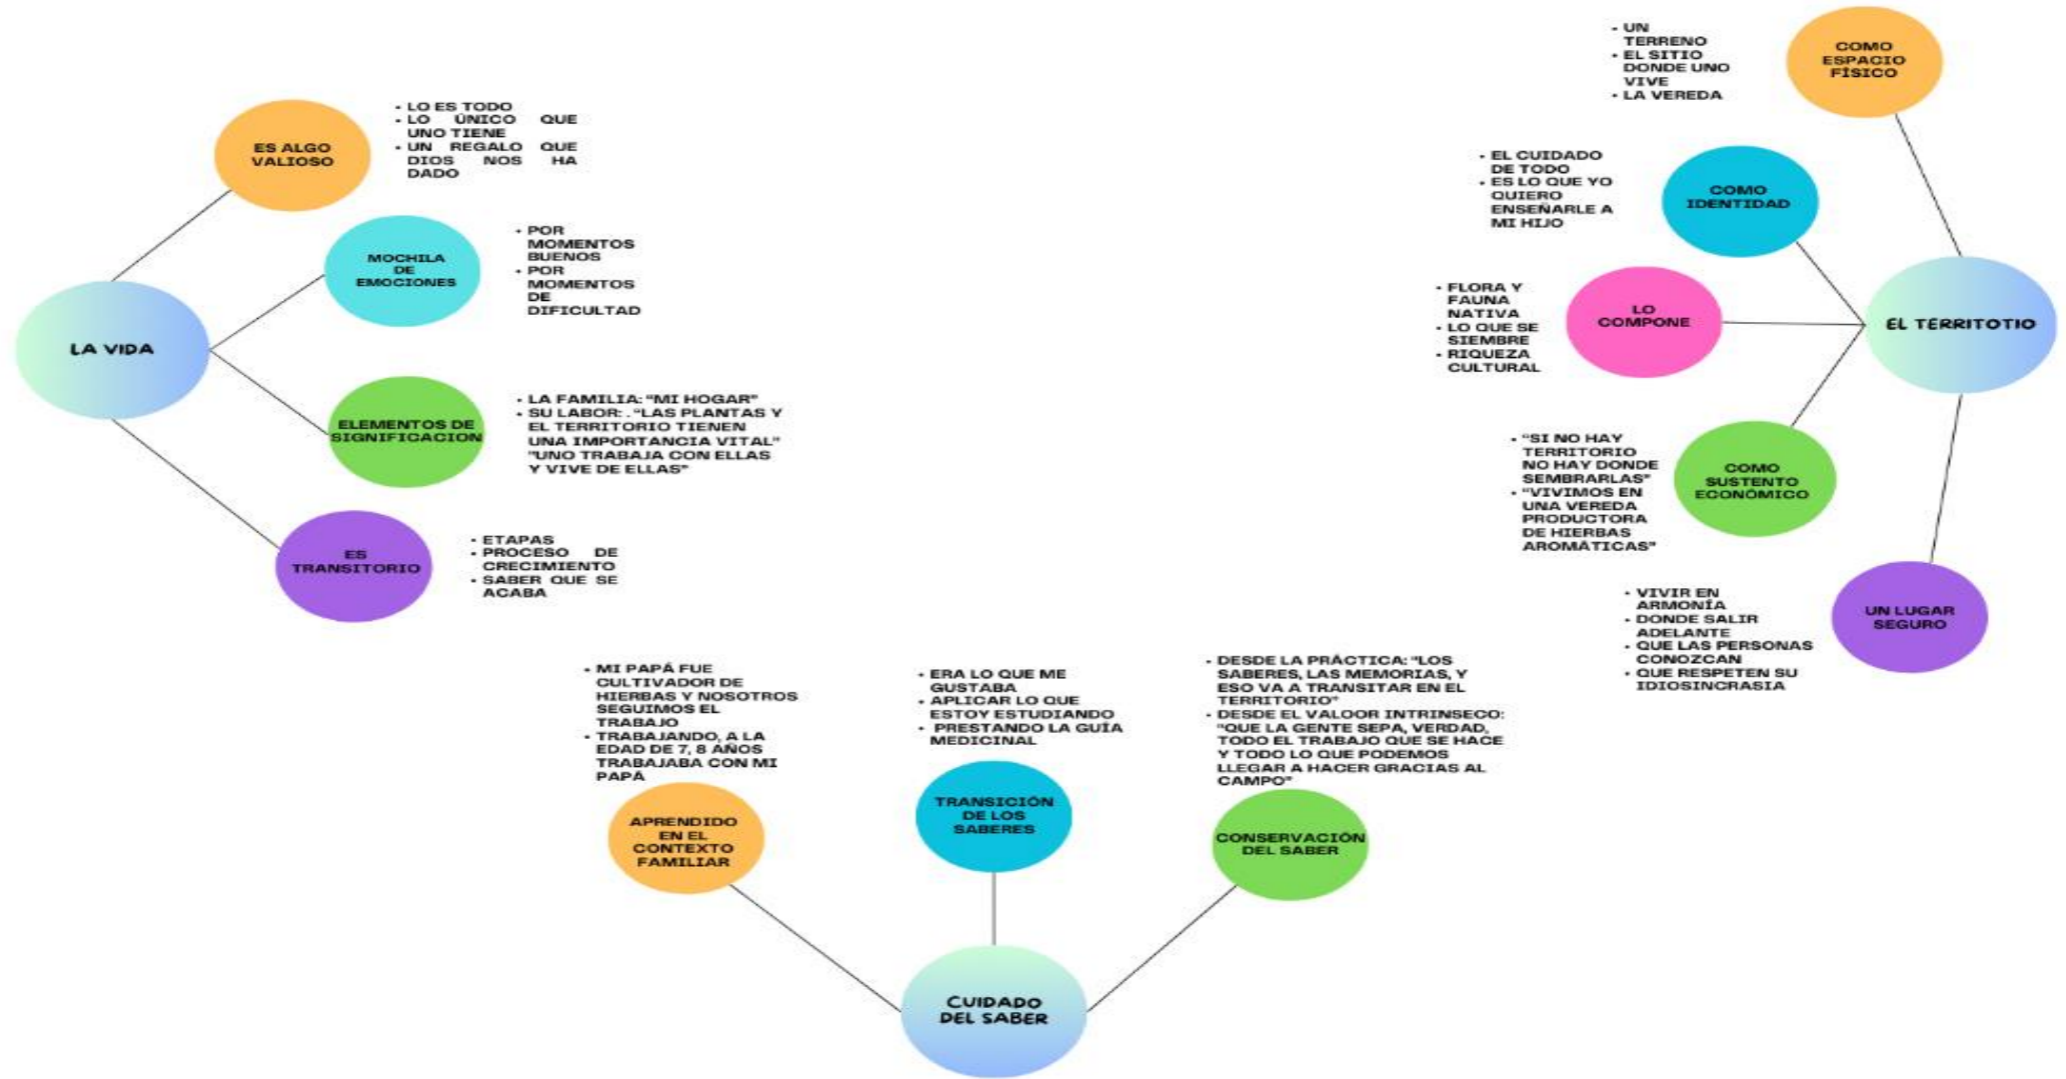 LA VIDA
ES ALGO
VALIOSO
• LO ES TODO
• LO ÚNICO QUE
UNO TIENE
• UN REGALO QUE
DIOS NOS HA
DADO
MOCHILA
DE
EMOCIONES
• POR
MOMENTOS
BUENOS
• POR
MOMENTOS
DE
DIFICULTAD
ELEMENTOS DE
SIGNIFICACION
• LA FAMILIA: “MI HOGAR”
• SU LABOR: . “LAS PLANTAS Y
EL TERRITORIO TIENEN
UNA IMPORTANCIA VITAL”
"UNO TRABAJA CON ELLAS
Y VIVE DE ELLAS”
ES
TRANSITORIO
• ETAPAS
• PROCESO DE
CRECIMIENTO
• SABER QUE SE
ACABA
EL TERRITOTIO
COMO
ESPACIO
FÍSICO
• UN
TERRENO
• EL SITIO
DONDE UNO
VIVE
• LA VEREDA
COMO
IDENTIDAD
• EL CUIDADO
DE TODO
• ES LO QUE YO
QUIERO
ENSEÑARLE A
MI HIJO
LO
COMPONE
• FLORA Y
FAUNA
NATIVA
• LO QUE SE
SIEMBRE
• RIQUEZA
CULTURAL
COMO
SUSTENTO
ECONÓMICO
• “SI NO HAY
TERRITORIO
NO HAY DONDE
SEMBRARLAS”
• “VIVIMOS EN
UNA VEREDA
PRODUCTORA
DE HIERBAS
AROMÁTICAS”
UN LUGAR
SEGURO
• VIVIR EN
ARMONÍA
• DONDE SALIR
ADELANTE
• QUE LAS PERSONAS
CONOZCAN
• QUE RESPETEN SU
IDIOSINCRASIA
CUIDADO
DEL SABER
APRENDIDO
EN EL
CONTEXTO
FAMILIAR
• MI PAPÁ FUE
CULTIVADOR DE
HIERBAS Y NOSOTROS
SEGUIMOS EL
TRABAJO
• TRABAJANDO, A LA
EDAD DE 7, 8 AÑOS
TRABAJABA CON MI
PAPÁ
TRANSICIÓN
DE LOS
SABERES
• ERA LO QUE ME
GUSTABA
• APLICAR LO QUE
ESTOY ESTUDIANDO
• PRESTANDO LA GUÍA
MEDICINAL
CONSERVACIÓN
DEL SABER
• DESDE LA PRÁCTICA: “LOS
SABERES, LAS MEMORIAS, Y
ESO VA A TRANSITAR EN EL
TERRITORIO”
• DESDE EL VALOOR INTRINSECO:
“QUE LA GENTE SEPA, VERDAD,
TODO EL TRABAJO QUE SE HACE
Y TODO LO QUE PODEMOS
LLEGAR A HACER GRACIAS AL
CAMPO”